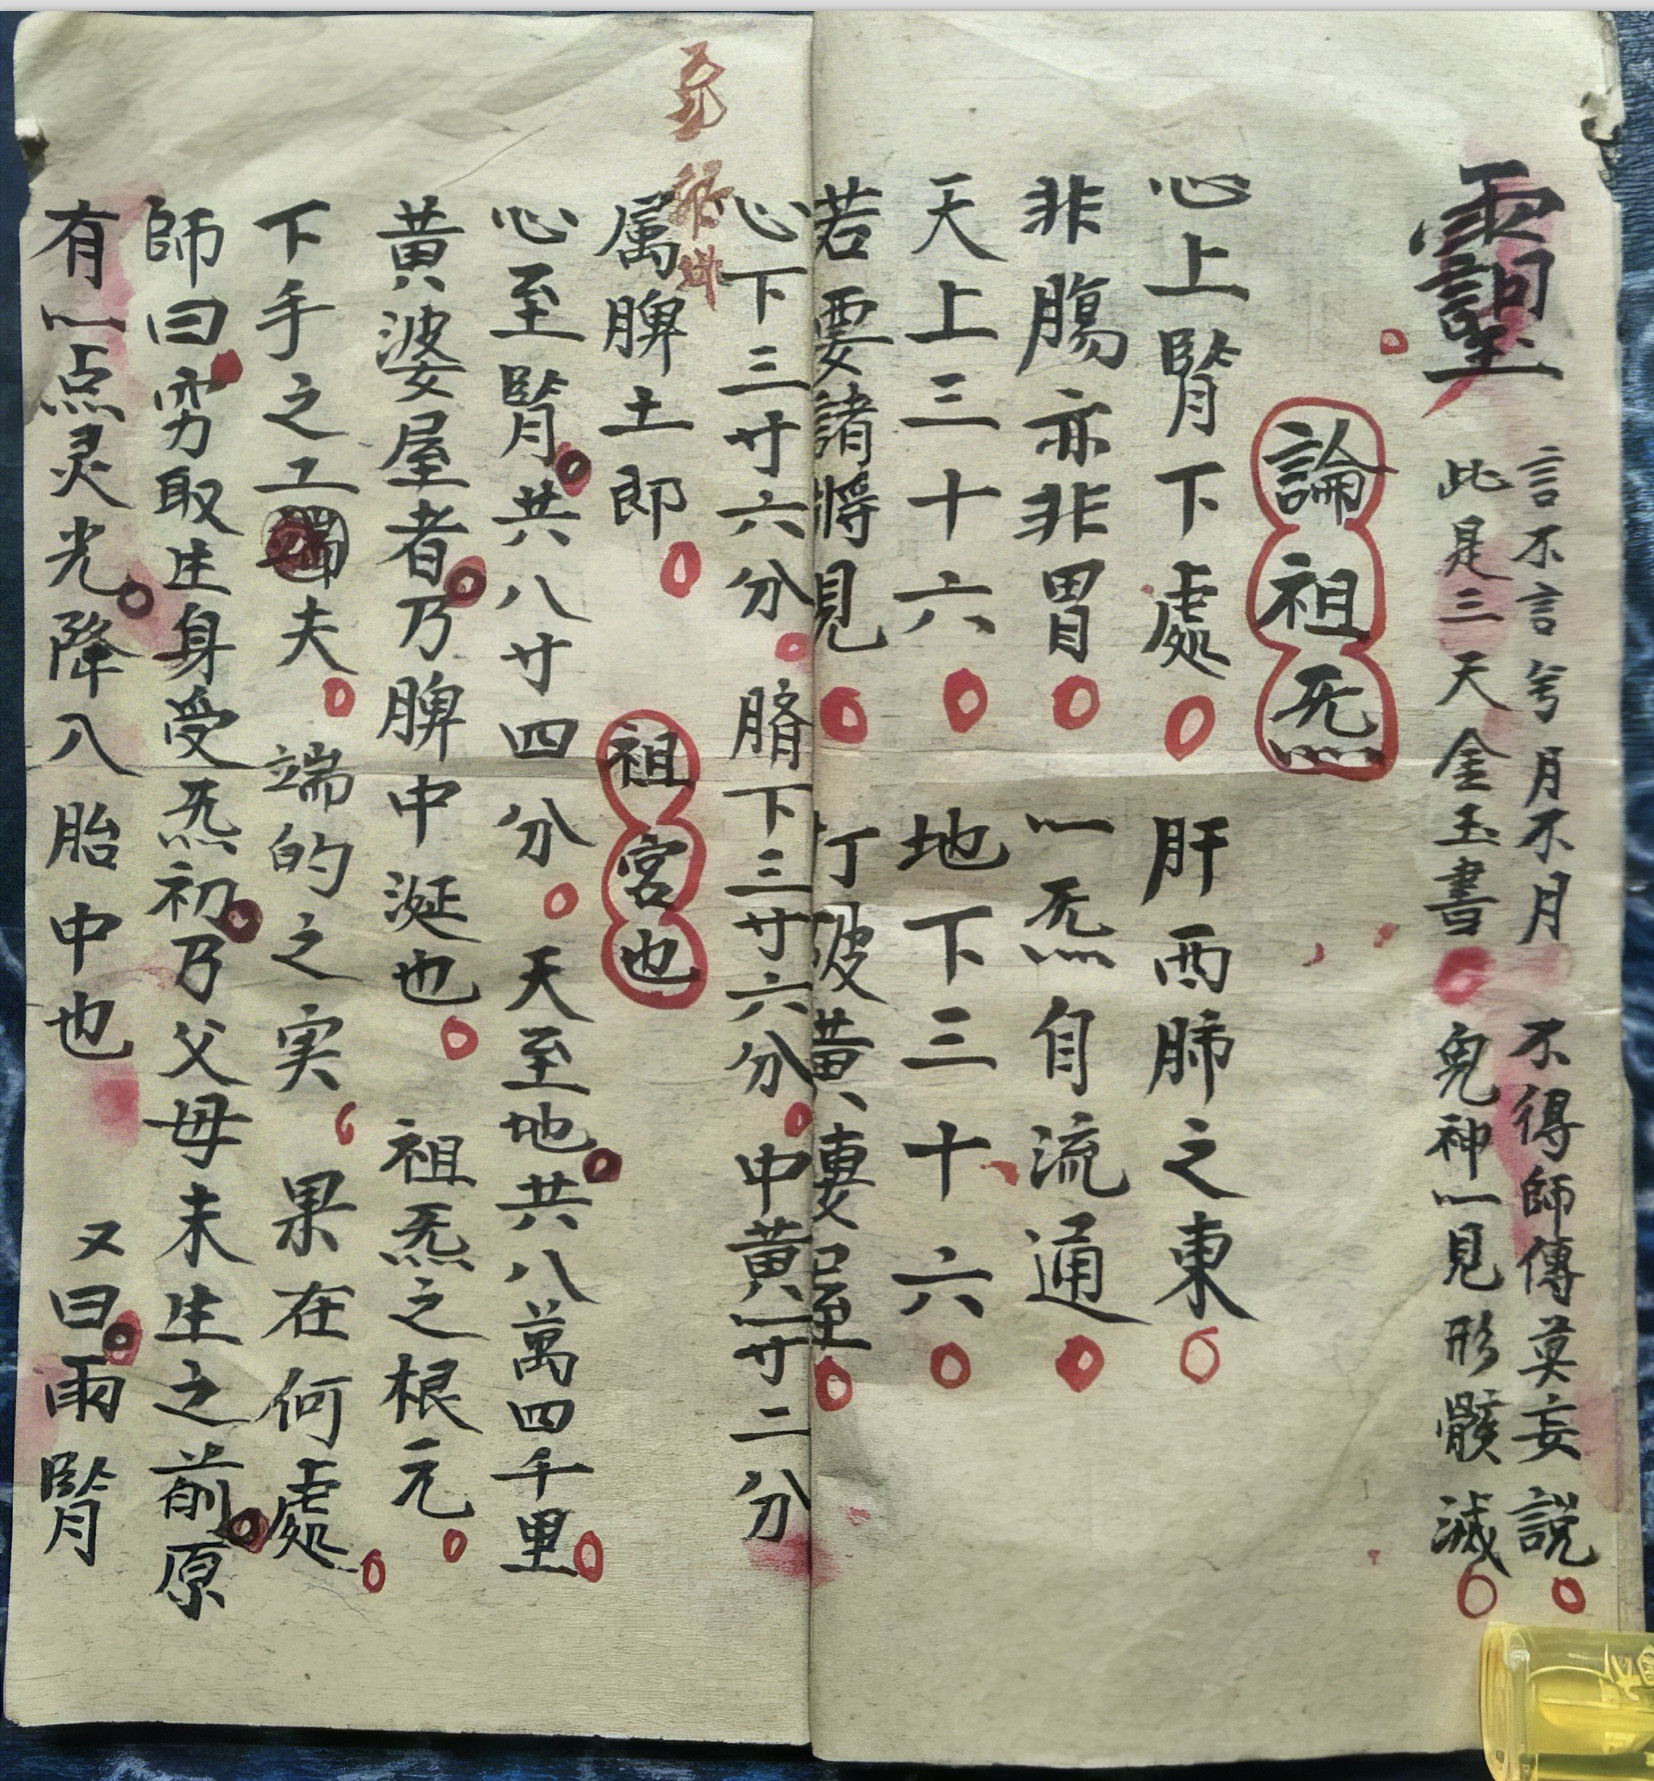 言不言兮月不月 不得師傳莫妄說
此是三天金玉書 鬼神一見形骸滅
論祖炁
心上腎下處 肝西肺之東
非腸亦非胃 一炁自流通
天上三十六 地下三十六
若要諸將見 打破黃婆屋
心下三寸六分 臍下三寸六分 中黃一寸二分
属脾土郎 祖宮也
心至腎共八寸四分 天至地共八萬四千里
黃婆屋者乃脾中涎也 祖炁之根元
下手之工夫 端的之实 果在何處
師曰窮取生身受炁初乃父母未生之前原
有一点灵光降入胎中也 又曰兩腎